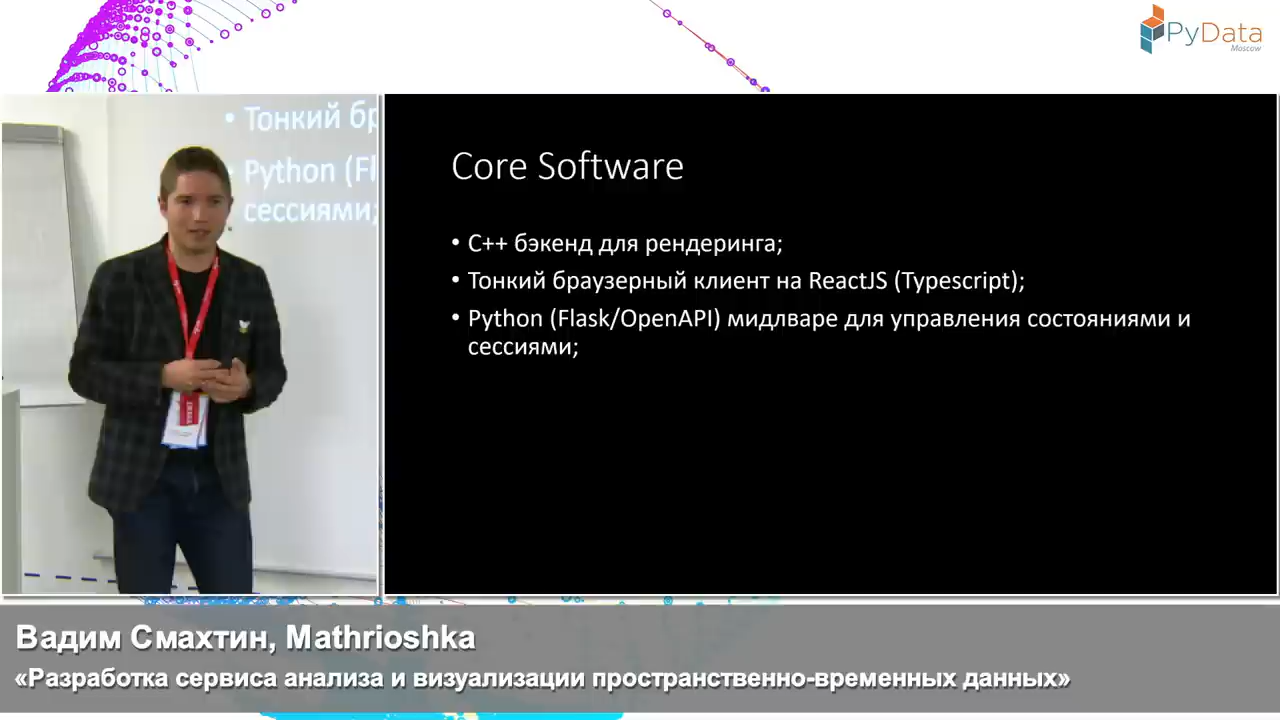 PyData
Moscow
• Тонкий бр
• Python (Fl
сессиями;
Core Software
• C++ бэкенд для рендеринга;
• Тонкий браузерный клиент на ReactJS (Typescript);
• Python (Flask/OpenAPI) мидлваре для управления состояниями и
сессиями;
Вадим Смахтин, Mathrioshka
«Разработка сервиса анализа и визуализации пространственно-временных данных»